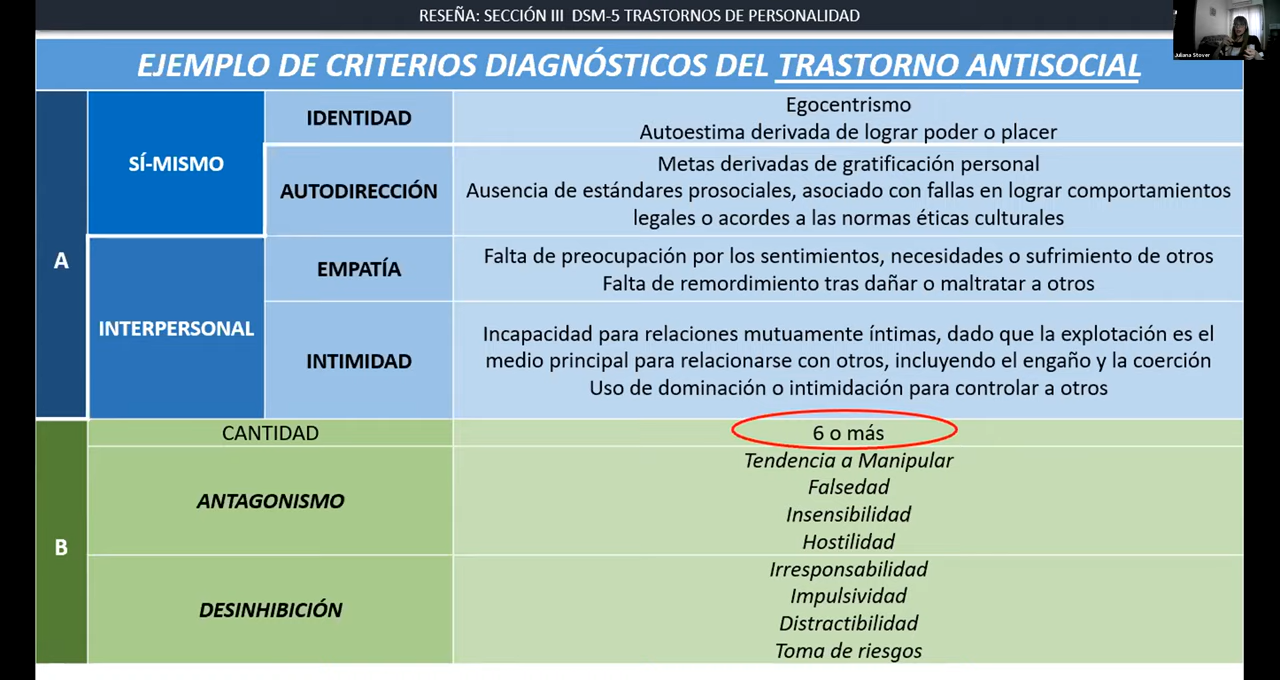 RESEÑA: SECCIÓN III DSM-5 TRASTORNOS DE PERSONALIDAD
Juliana Stover
EJEMPLO DE CRITERIOS DIAGNÓSTICOS DEL TRASTORNO ANTISOCIAL
A
SÍ-MISMO
IDENTIDAD
Egocentrismo
Autoestima derivada de lograr poder o placer
AUTODIRECCIÓN
Metas derivadas de gratificación personal
Ausencia de estándares prosociales, asociado con fallas en lograr comportamientos
legales o acordes a las normas éticas culturales
INTERPERSONAL
EMPATÍA
Falta de preocupación por los sentimientos, necesidades o sufrimiento de otros
Falta de remordimiento tras dañar o maltratar a otros
INTIMIDAD
Incapacidad para relaciones mutuamente íntimas, dado que la explotación es el
medio principal para relacionarse con otros, incluyendo el engaño y la coerción
Uso de dominación o intimidación para controlar a otros
B
CANTIDAD
6 o más
ANTAGONISMO
Tendencia a Manipular
Falsedad
Insensibilidad
Hostilidad
DESINHIBICIÓN
Irresponsabilidad
Impulsividad
Distractibilidad
Toma de riesgos